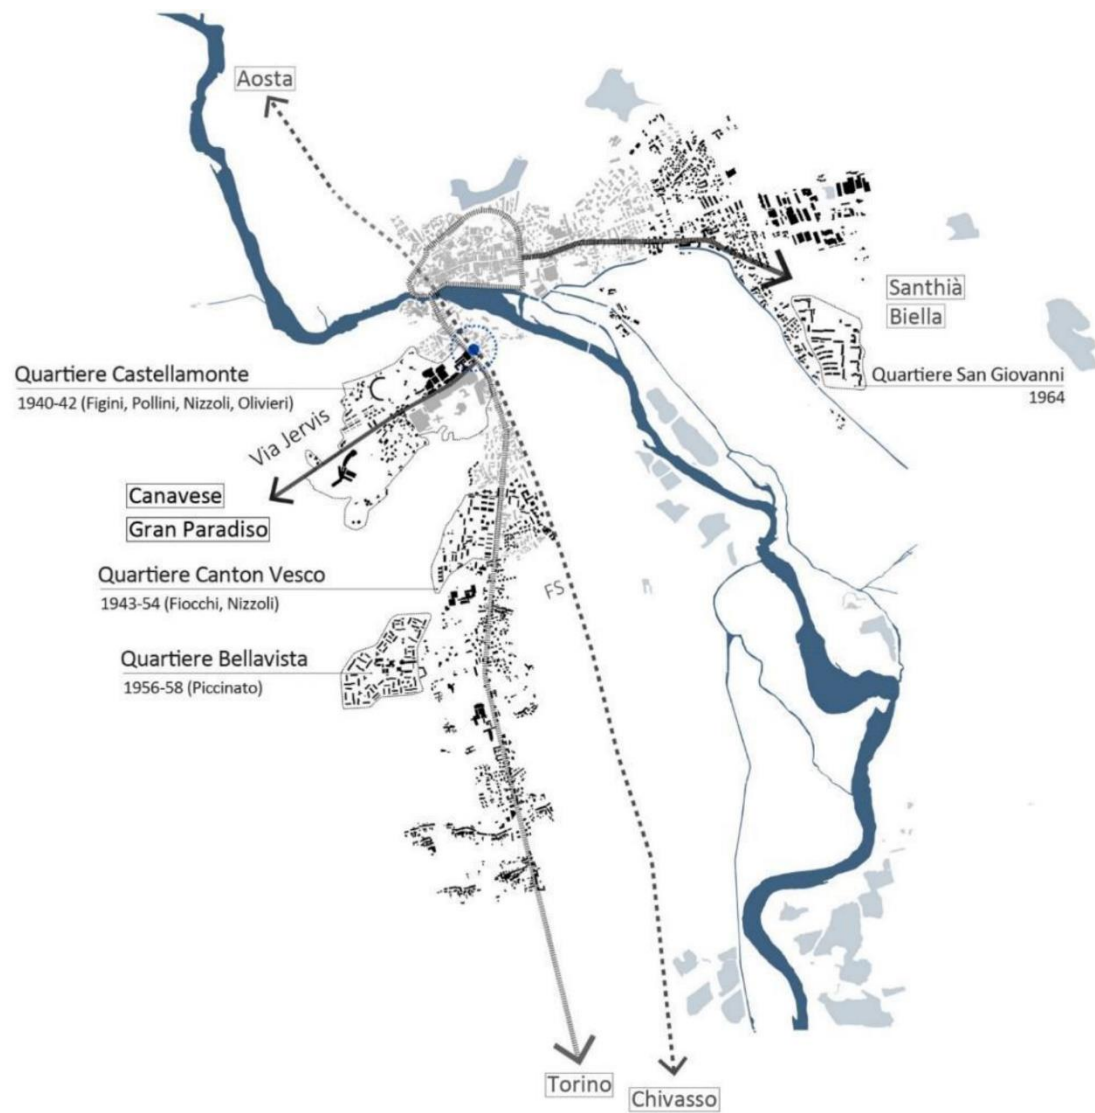 Aosta
Santhià
Biella
Quartiere Castellamonte
1940-42 (Figini, Pollini, Nizzoli, Olivieri)
Quartiere San Giovanni
1964
Via Jervis
Canavese
Gran Paradiso
Quartiere Canton Vesco
1943-54 (Fiocchi, Nizzoli)
FS
Quartiere Bellavista
1956-58 (Piccinato)
Torino
Chivasso